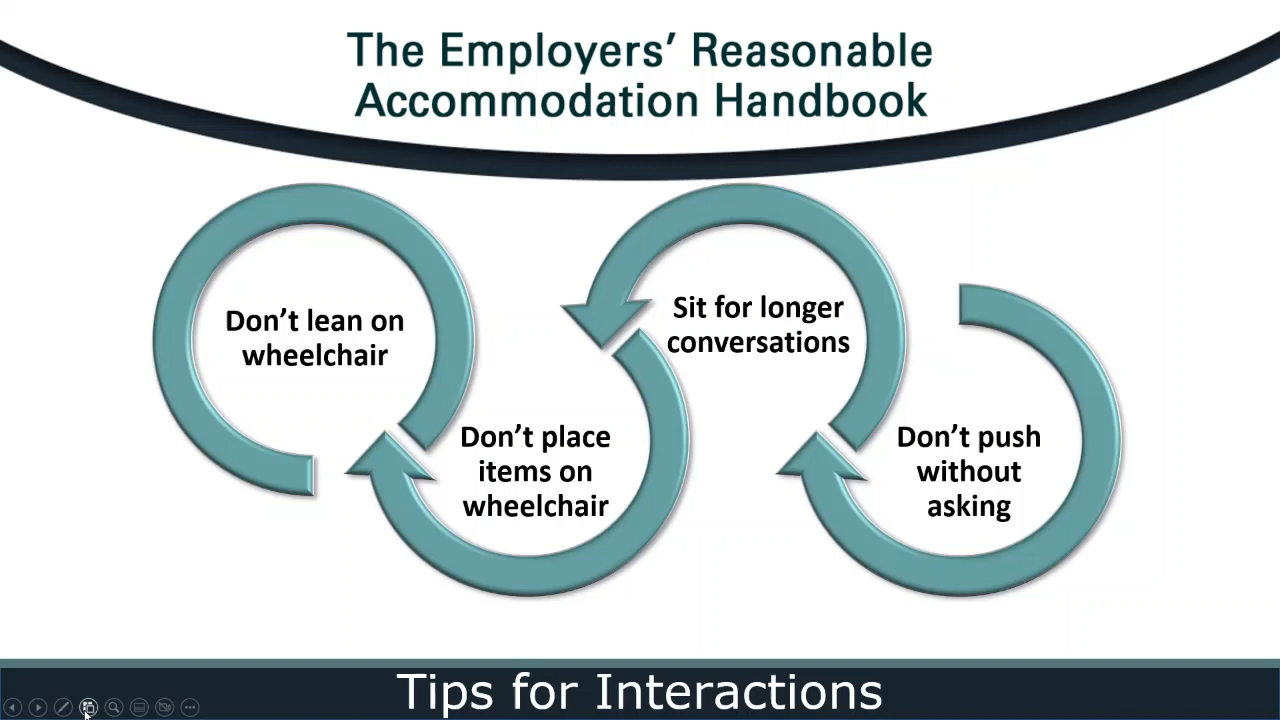 The Employers’ Reasonable
Accommodation Handbook
Don’t lean on
wheelchair
Don’t place
items on
wheelchair
Sit for longer
conversations
Don’t push
without
asking
Tips for Interactions